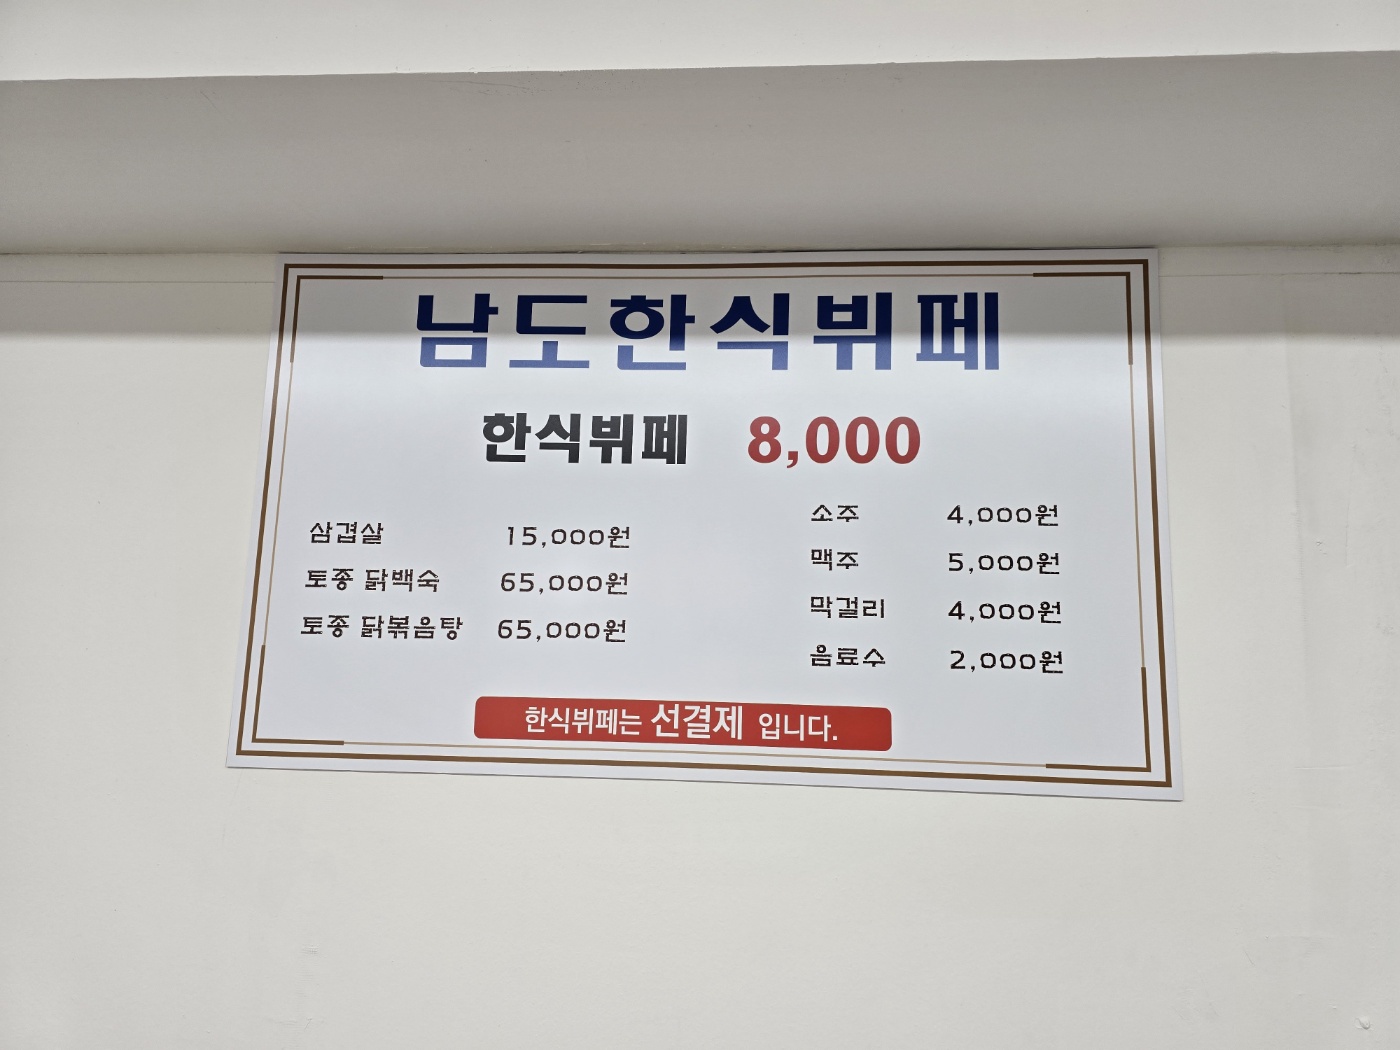 남도한식뷔페
한식뷔페 8,000
삼겹살 15,000원
토종 닭백숙 65,000원
토종 닭볶음탕 65,000원
소주 4,000원
맥주 5,000원
막걸리 4,000원
음료수 2,000원
한식뷔페는 선결제 입니다.